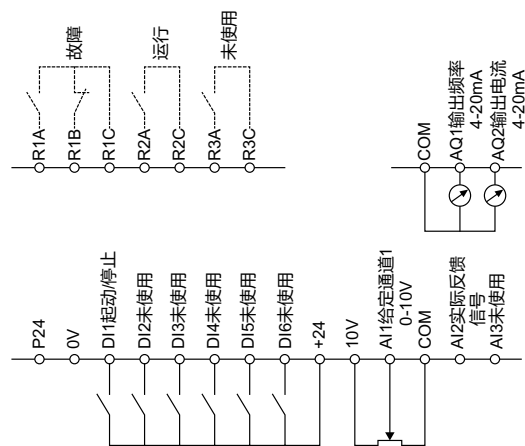 故障
运行
未使用
R1A
R1B
R1C
R2A
R2C
R3A
R3C
COM
AQ1输出频率
4-20mA
AQ2输出电流
4-20mA
P24
0V
DI1起动/停止
DI2未使用
DI3未使用
DI4未使用
DI5未使用
DI6未使用
+24
10V
AI1给定通道1
0-10V
COM
AI2实际反馈
信号
AI3未使用